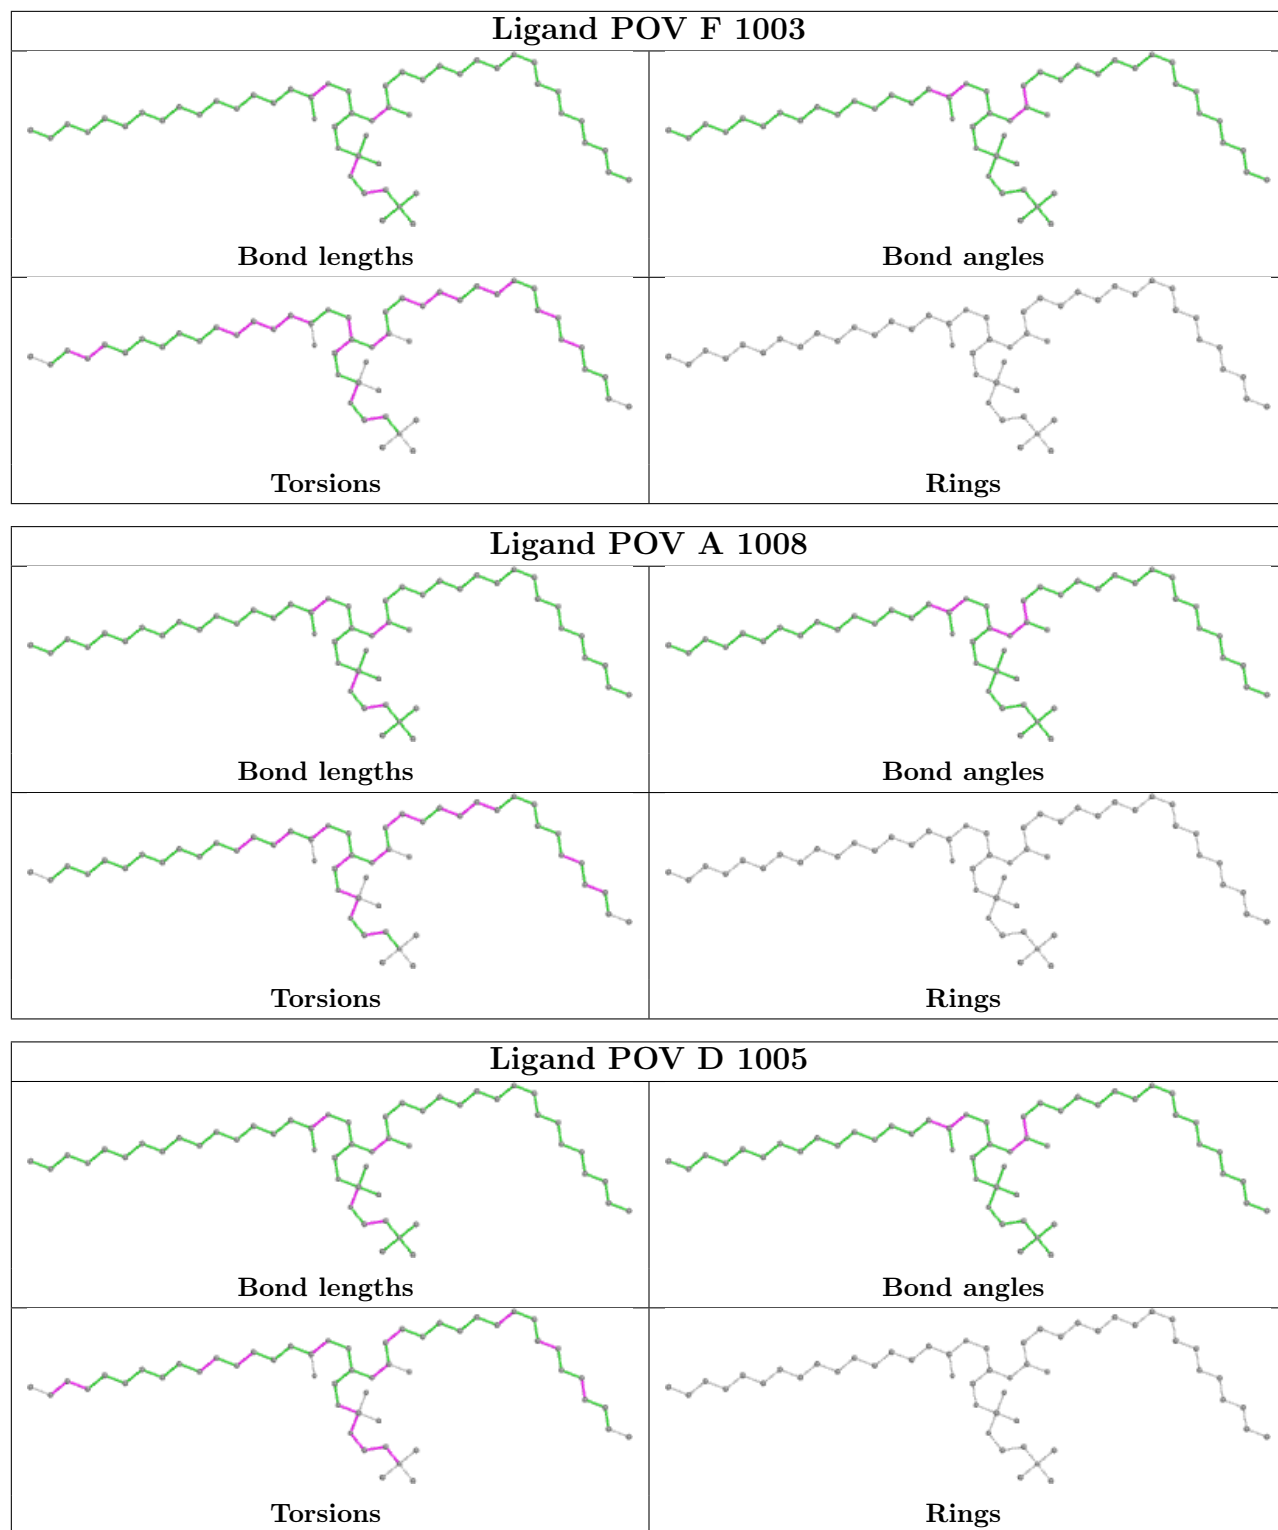 Ligand POV F 1003
Bond lengths
Bond angles
Torsions
Rings
Ligand POV A 1008
Bond lengths
Bond angles
Torsions
Rings
Ligand POV D 1005
Bond lengths
Bond angles
Torsions
Rings